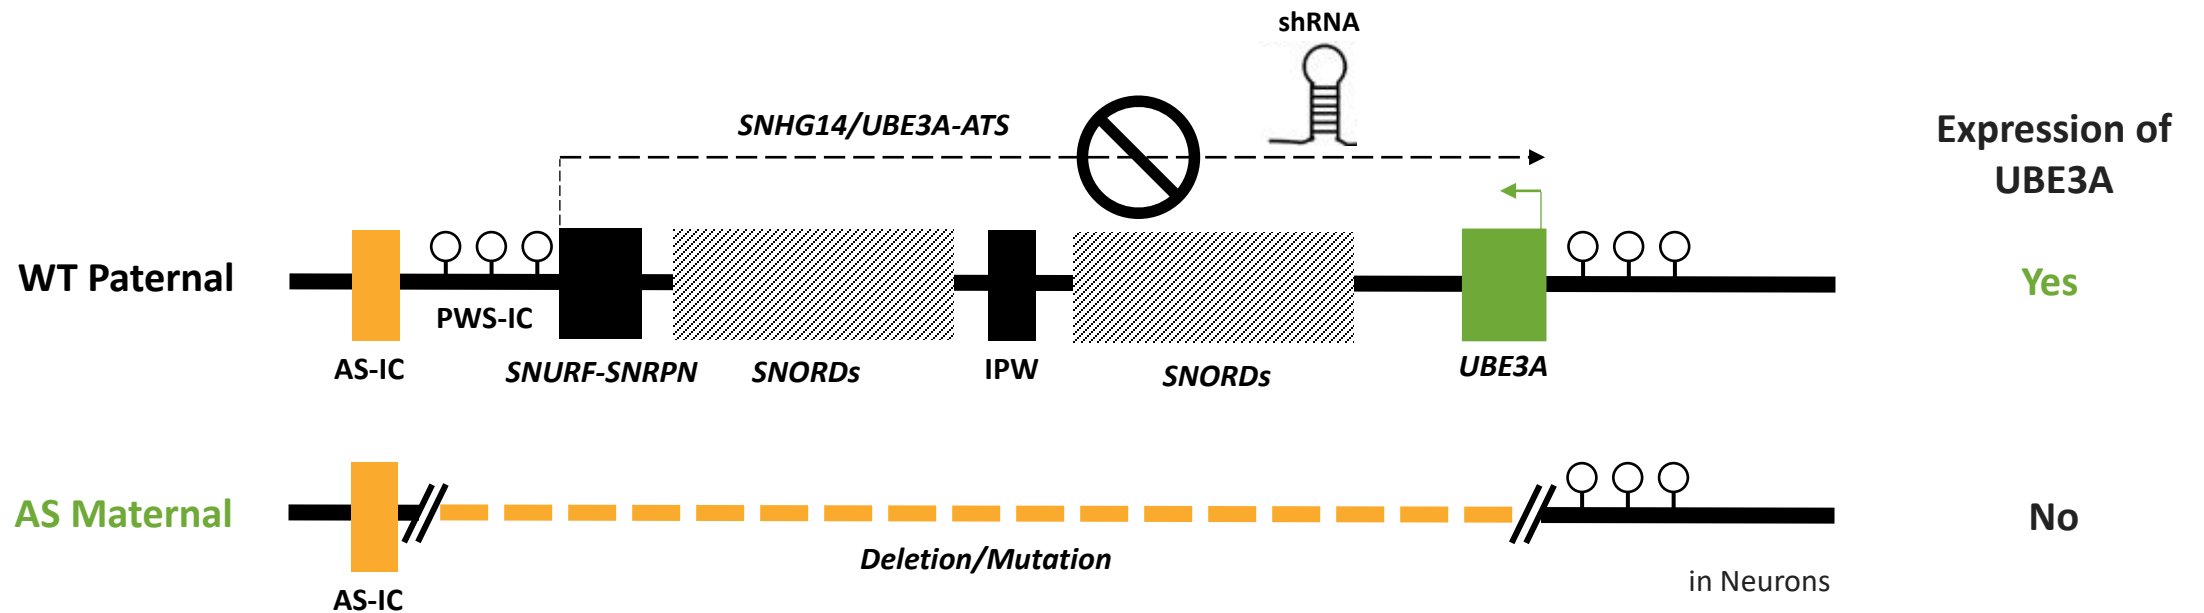 shRNA
SNHG14/UBE3A-ATS
Expression of
UBE3A
WT Paternal
Yes
PWS-IC
AS-IC
SNURF-SNRPN
SNORDs
IPW
SNORDs
UBE3A
AS Maternal
No
Deletion/Mutation
in Neurons
AS-IC